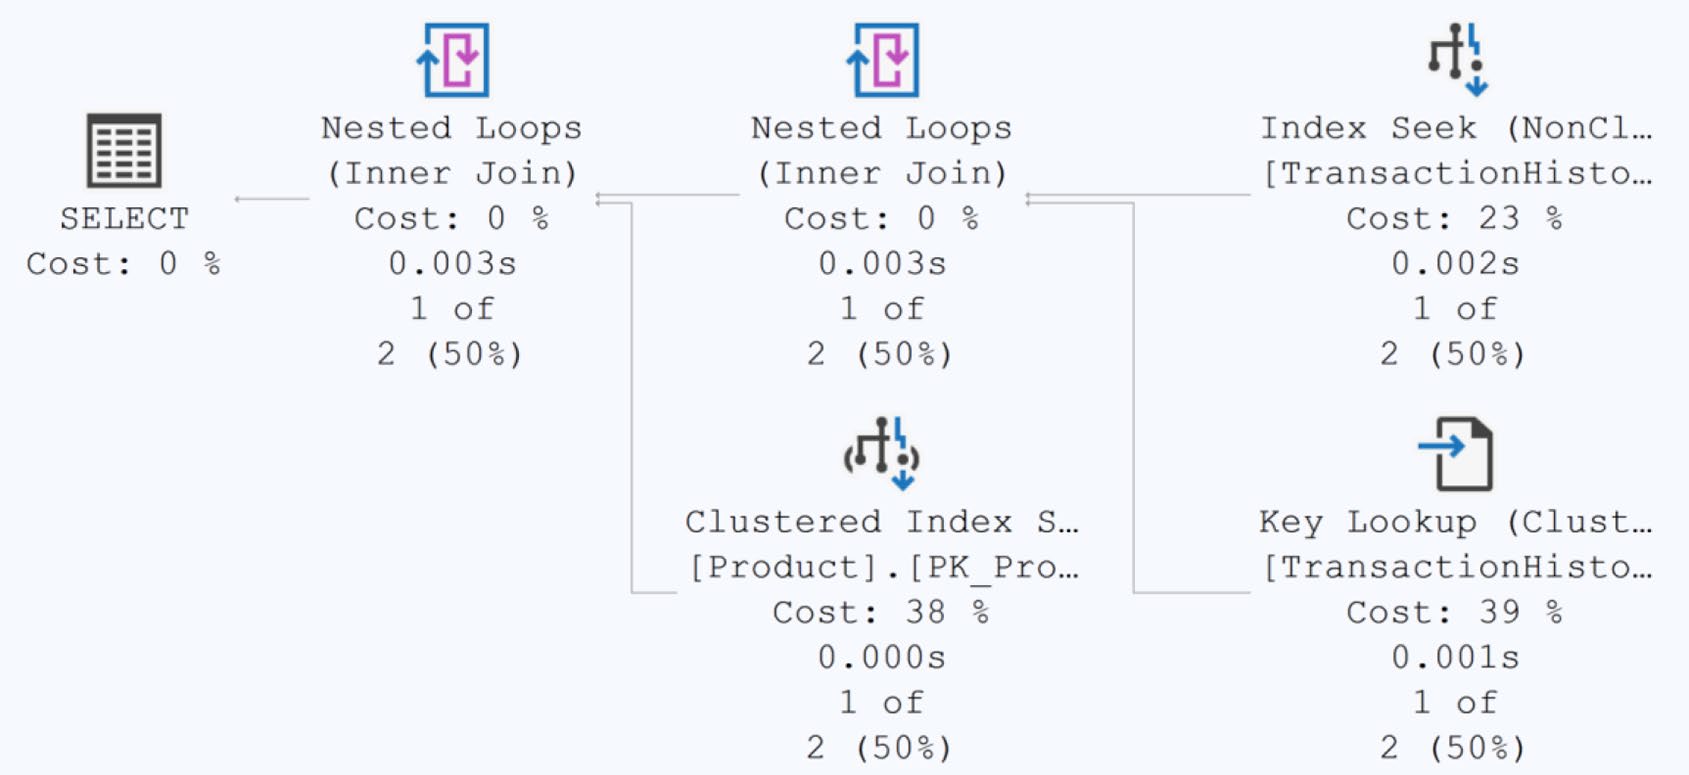 SELECT
Cost: 0 %
Nested Loops
(Inner Join)
Cost: 0 %
0.003s
1 of
2 (50%)
Nested Loops
(Inner Join)
Cost: 0 %
0.003s
1 of
2 (50%)
Index Seek (NonCl…
[TransactionHisto…
Cost: 23 %
0.002s
1 of
2 (50%)
Clustered Index S…
[Product].[PK_Pro…
Cost: 38 %
0.000s
1 of
2 (50%)
Key Lookup (Clust…
[TransactionHisto…
Cost: 39 %
0.001s
1 of
2 (50%)